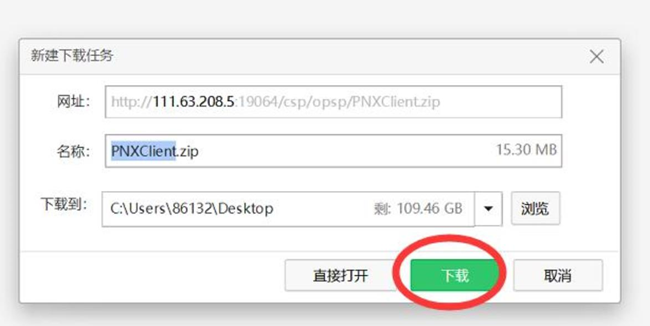 新建下载任务
网址： http://111.63.208.5:19064/csp/opsp/PNXClient.zip
名称： PNXClient.zip 15.30 MB
下载到： C:\Users\86132\Desktop 剩: 109.46 GB 浏览
直接打开 下载 取消